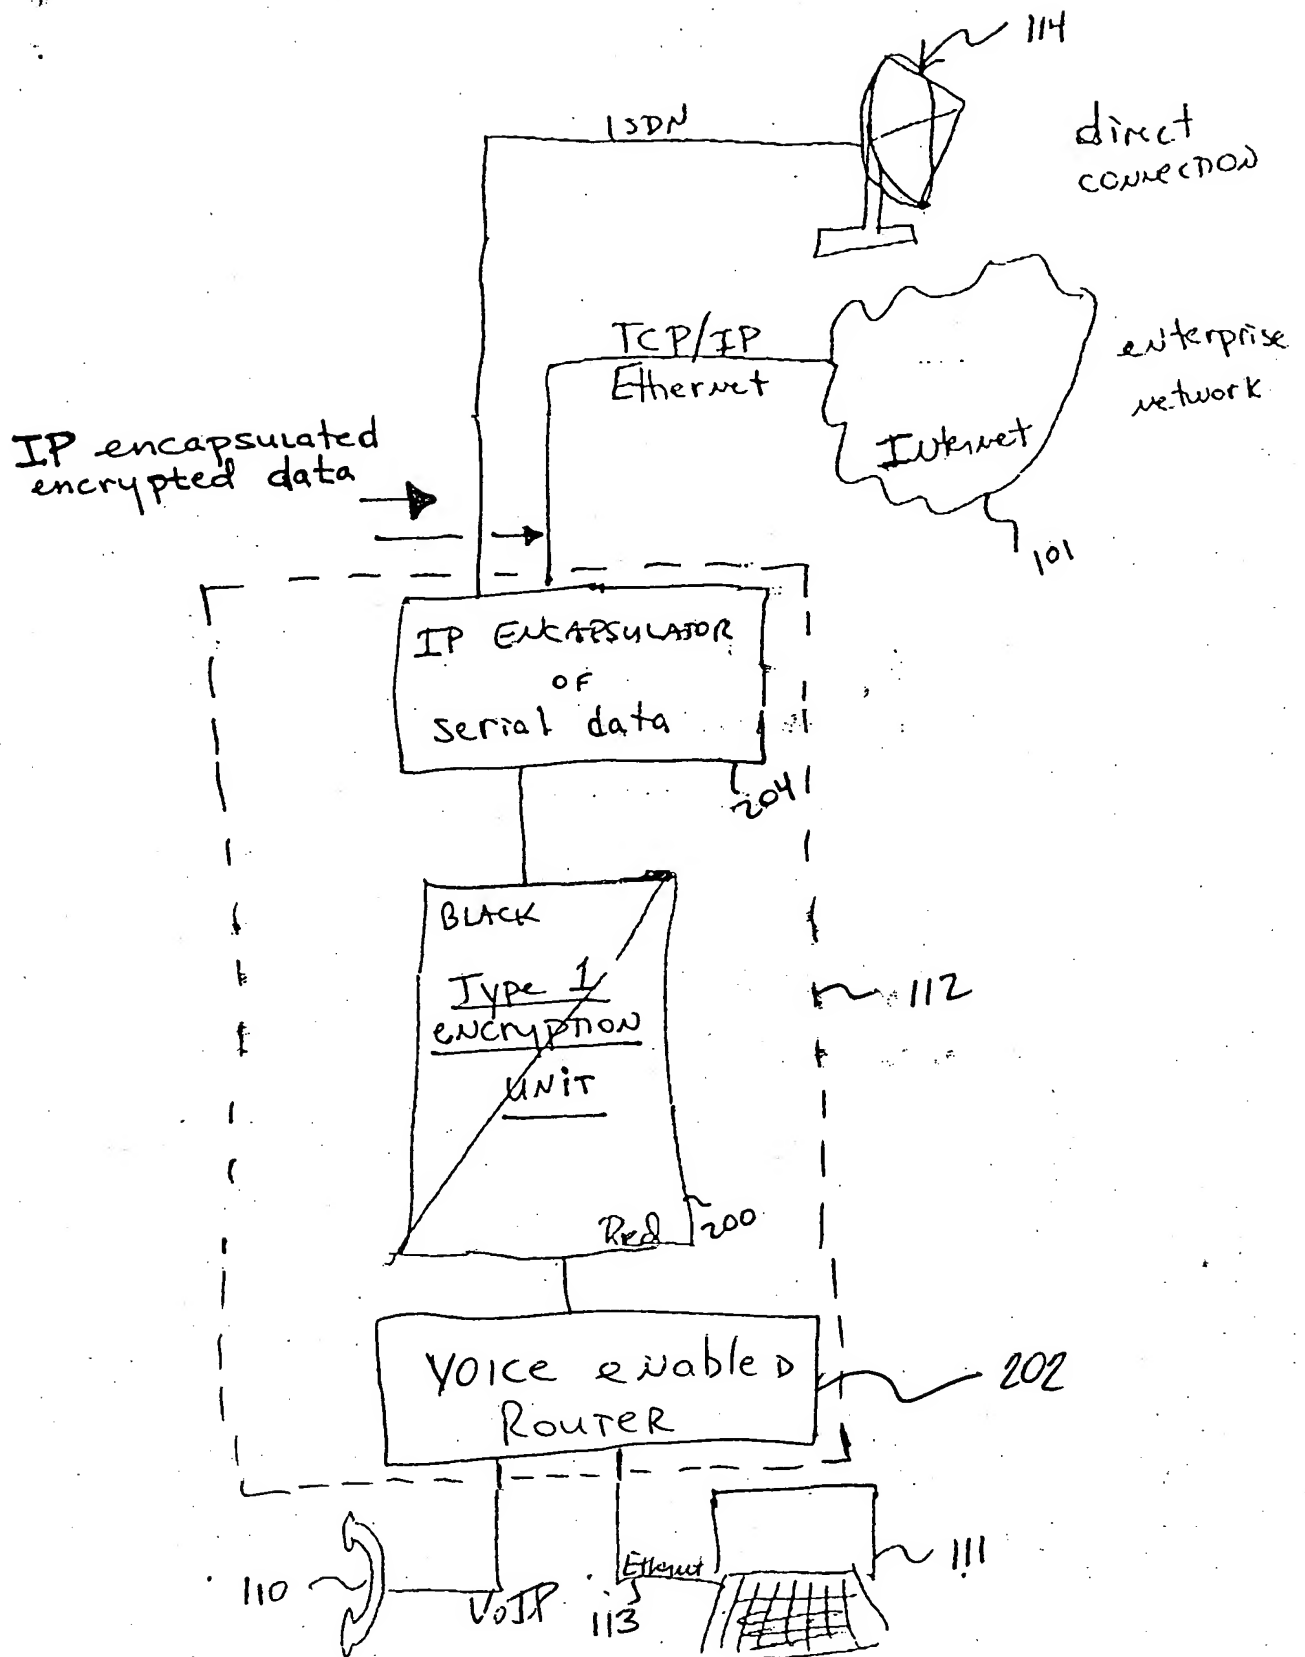 114
ISDN
direct
connection
TCP/IP
Ethernet
enterprise
network
Internet
IP encapsulated
encrypted data
101
IP ENCAPSULATOR
OF
serial data
204
BLACK
Type 1
encryption
UNIT
112
Red
200
Voice enabled
Router
202
110
VoIP
Ethernet
113
111